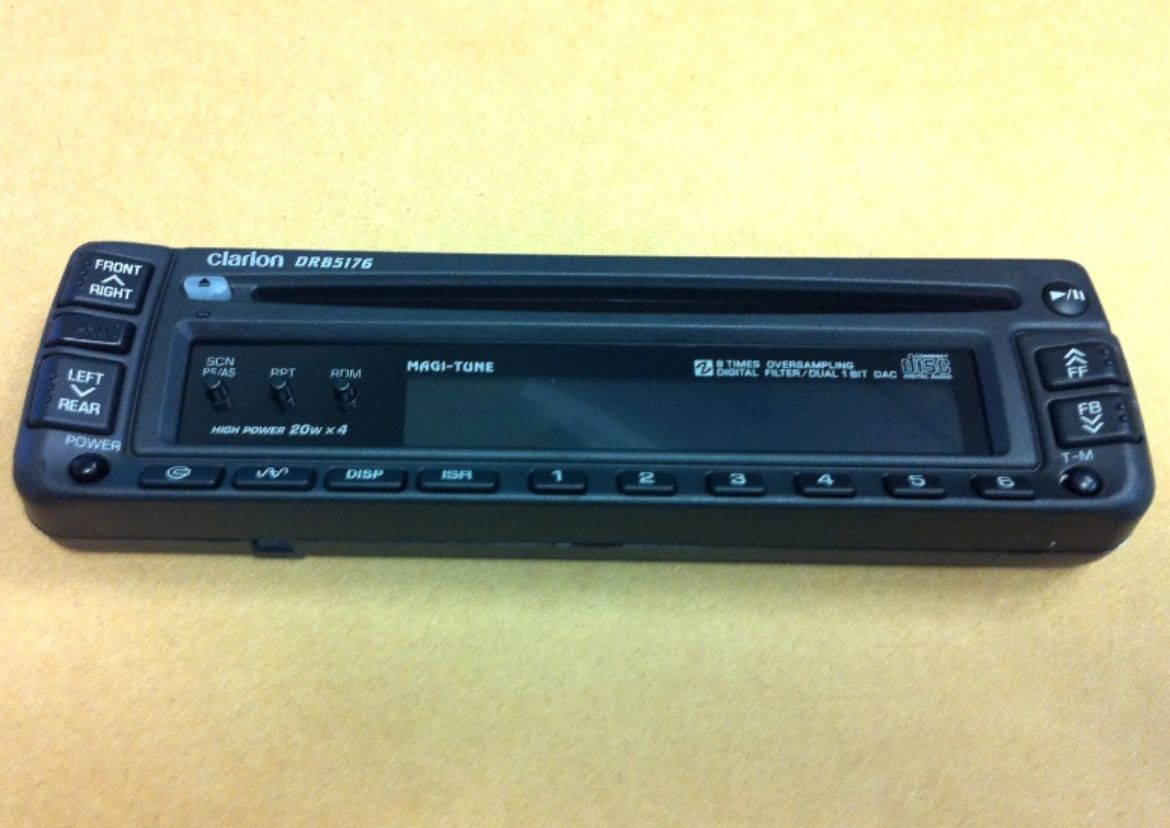 clarion DRB5176
FRONT
RIGHT
LEFT
REAR
POWER
SCN
PS/AS
RPT
RDM
MAGI-TUNE
HIGH POWER 20W × 4
8 TIMES OVERSAMPLING
DIGITAL FILTER/DUAL 1 BIT DAC
COMPACT
disc
DIGITAL AUDIO
FF
FB
T-M
DISP
ISR
1
2
3
4
5
6